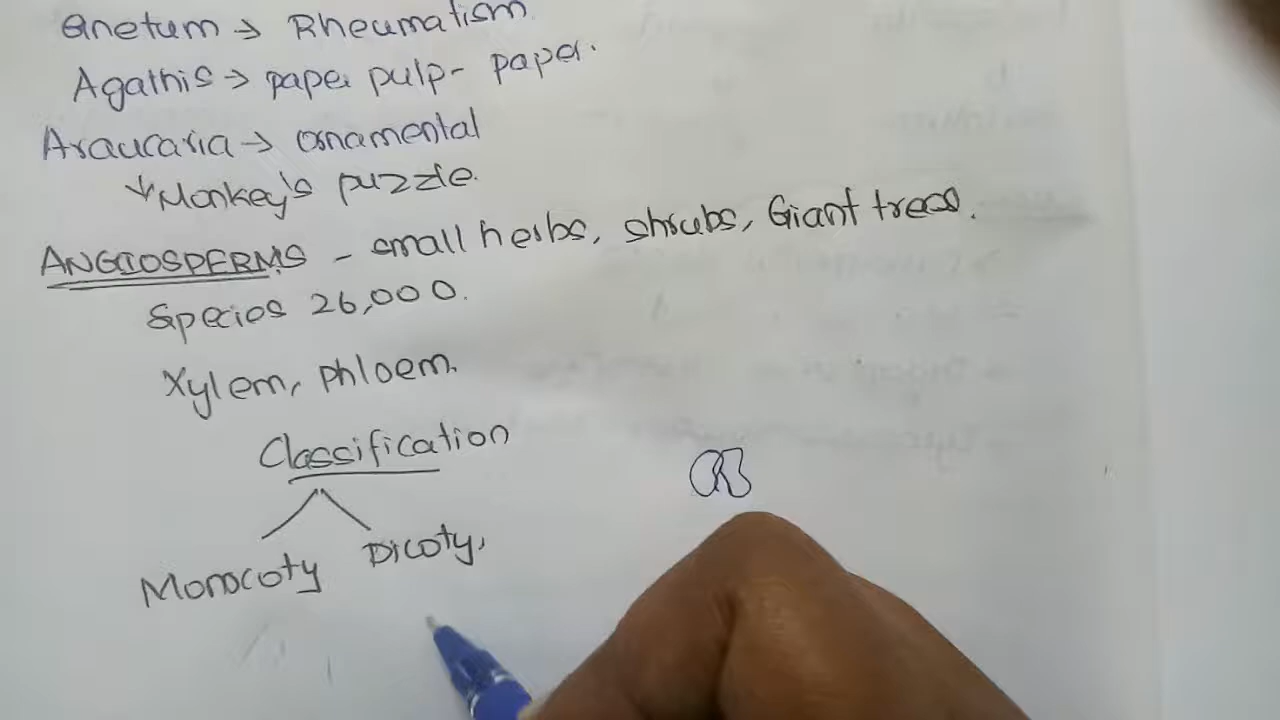 Gnetum → Rheumatism.
Agathis → paper pulp - paper.
Araucaria → ornamental
↓ Monkey's puzzle.
ANGIOSPERMS - small herbs, shrubs, Giant trees.
Species 26,000.
Xylem, phloem.
Classification
Monocoty Dicoty,